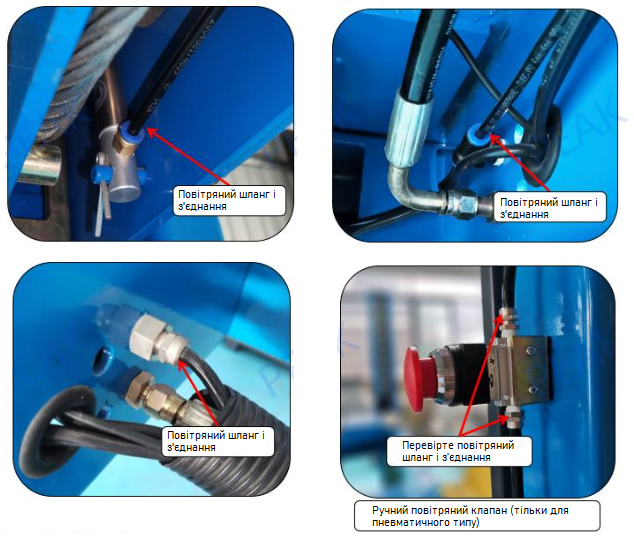 Повітряний шланг і
з'єднання
Повітряний шланг і
з'єднання
Повітряний шланг і
з'єднання
Перевірте повітряний
шланг і з'єднання
Ручний повітряний клапан (тільки для
пневматичного типу)